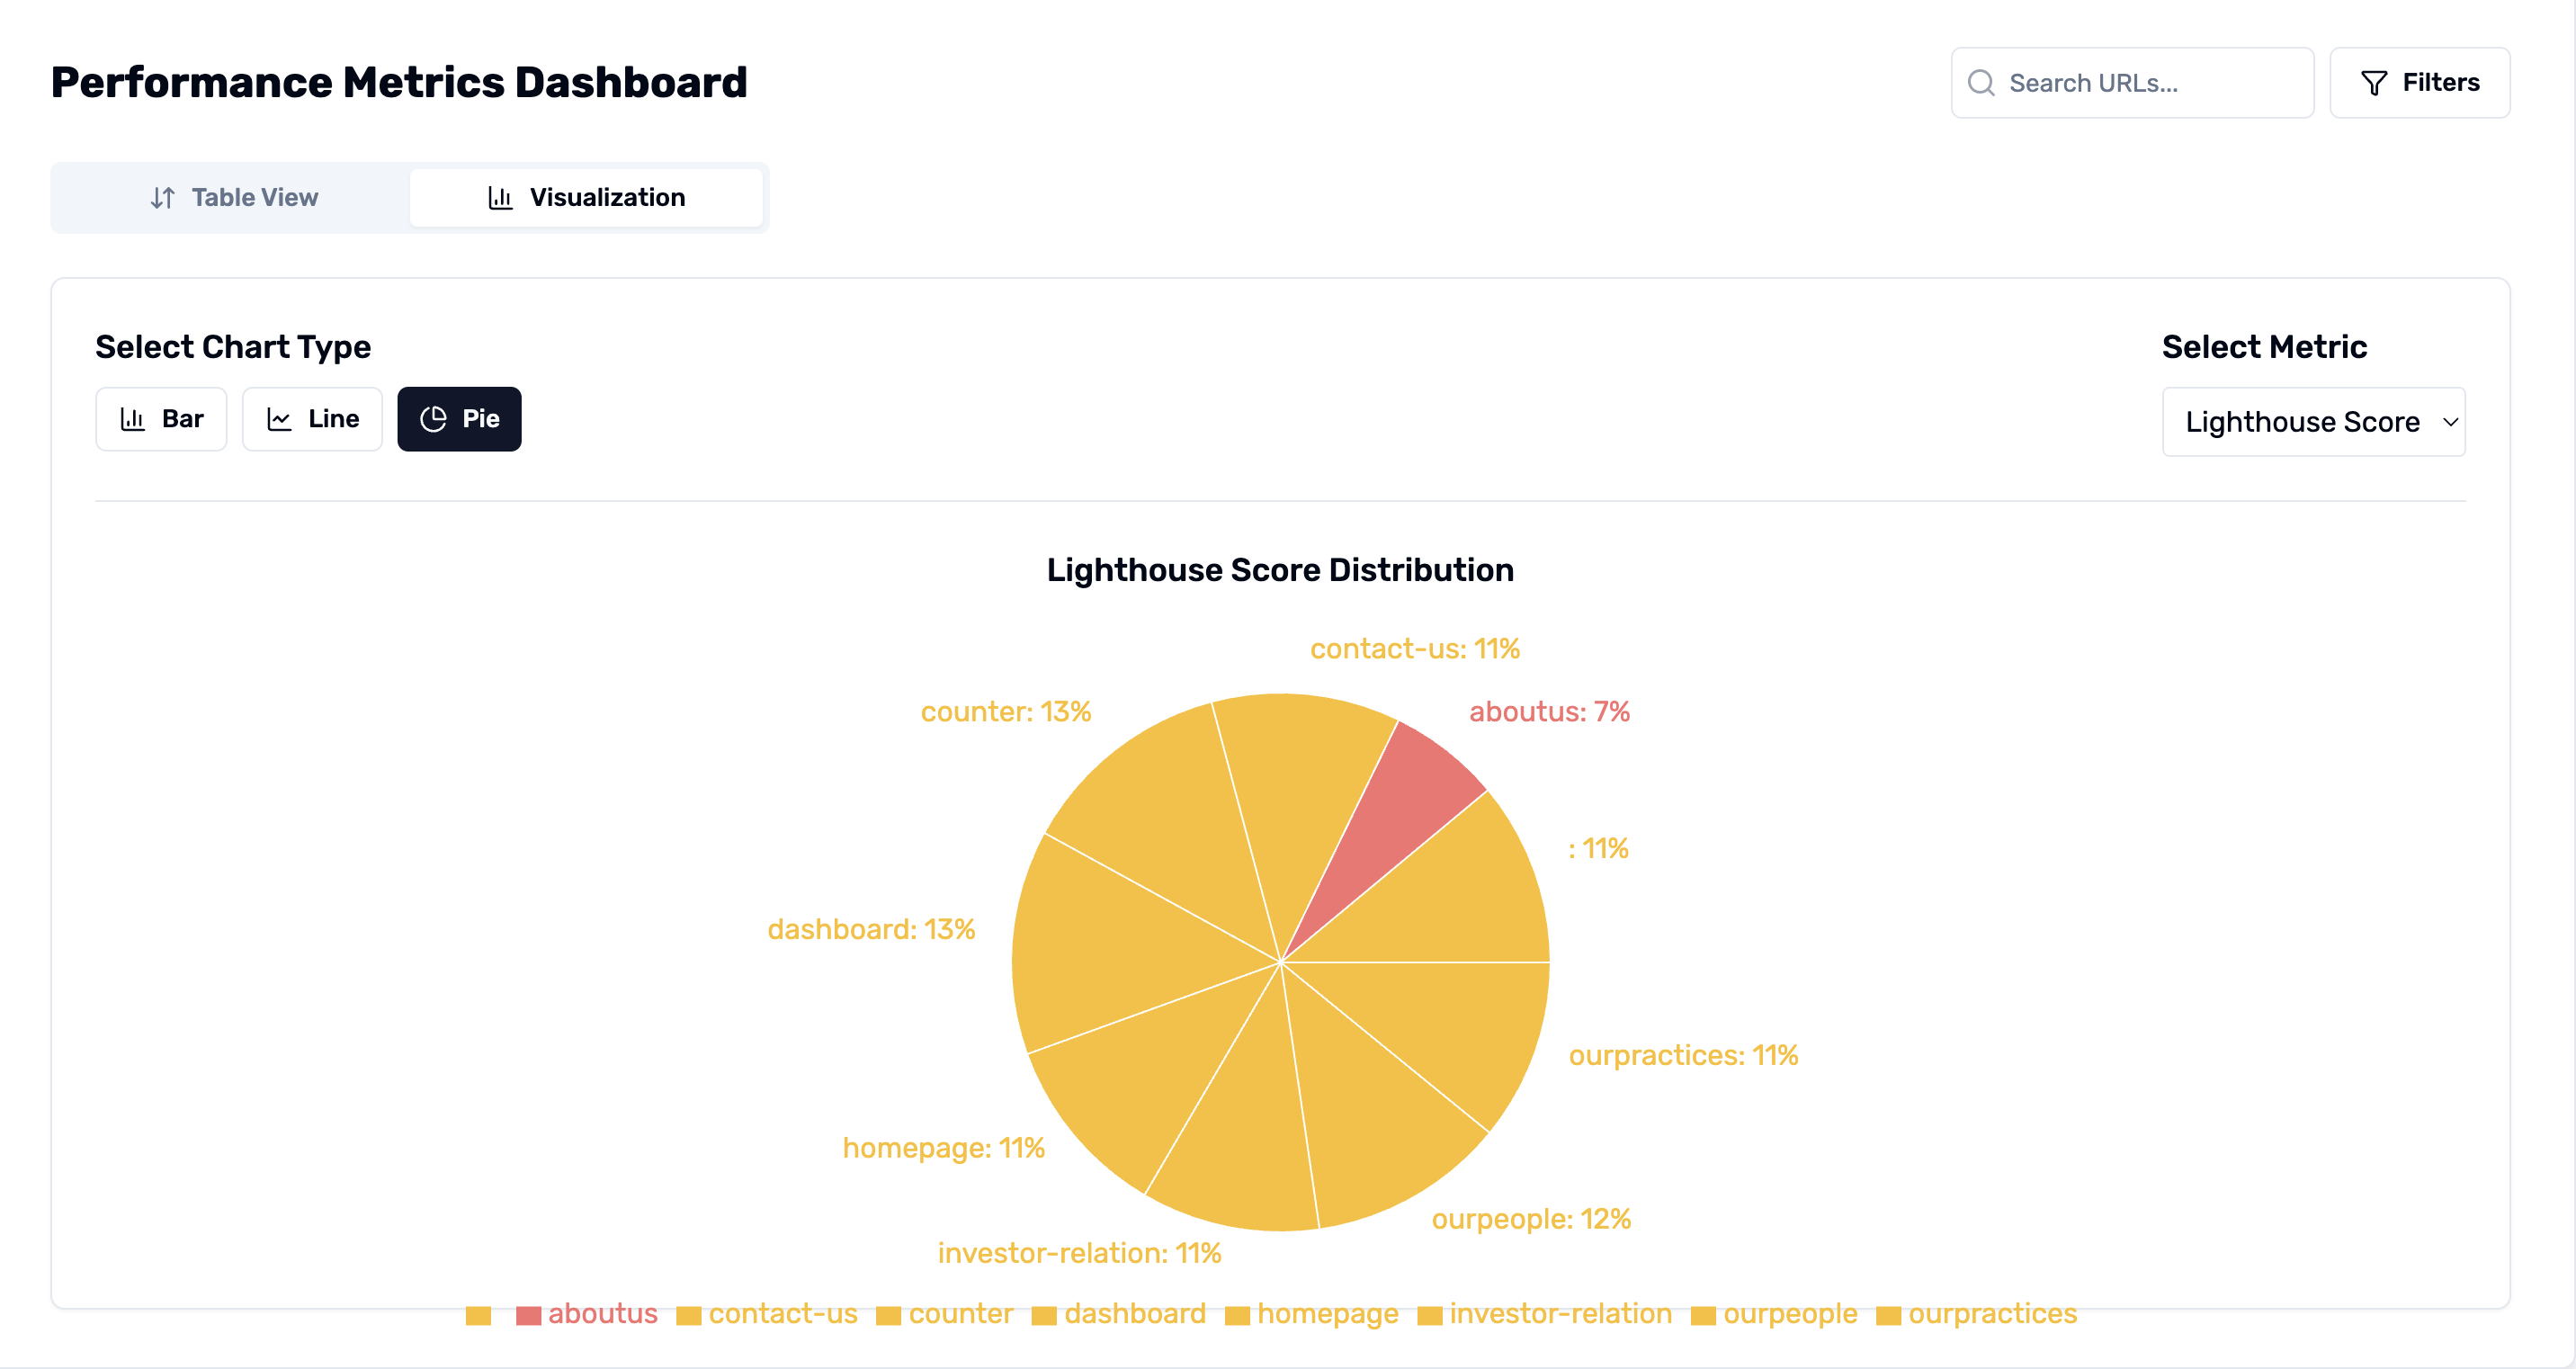 Performance Metrics Dashboard
Search URLs...
Filters
Table View
Visualization
Select Chart Type
Select Metric
Bar
Line
Pie
Lighthouse Score
Lighthouse Score Distribution
contact-us: 11%
counter: 13%
aboutus: 7%
: 11%
dashboard: 13%
ourpractices: 11%
homepage: 11%
ourpeople: 12%
investor-relation: 11%
aboutus contact-us counter dashboard homepage investor-relation ourpeople ourpractices